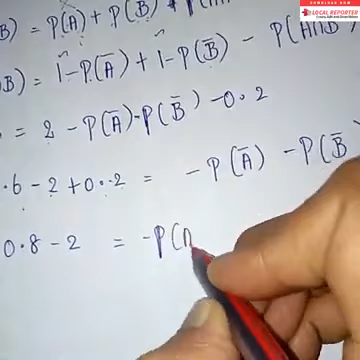 LOCAL REPORTER
B) = P(A̅) + P(B̅) + P(
B) = 1-P(A̅) + 1-P(B̅) - P(A∩B)
= 2 - P(A̅) - P(B̅) - 0.2
.6 - 2 + 0.2 = - P(A̅) - P(B̅
0.8 - 2 = -P(